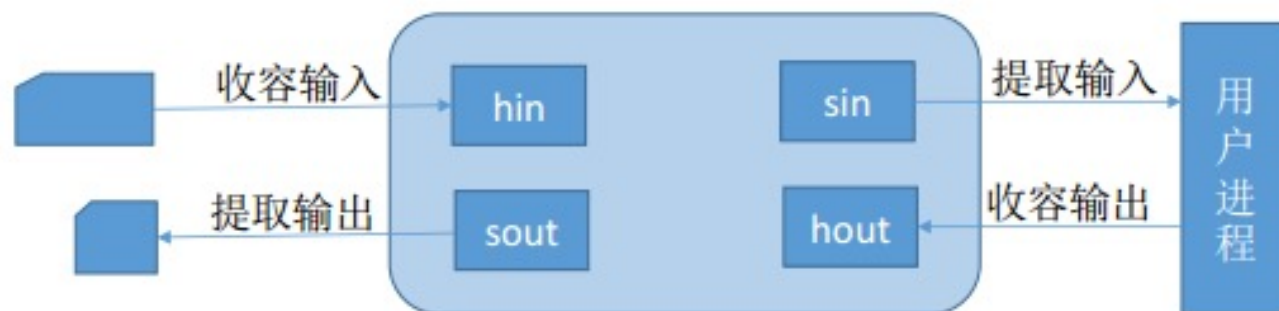 收容输入
hin
sin
提取输入
提取输出
sout
hout
收容输出
用户进程